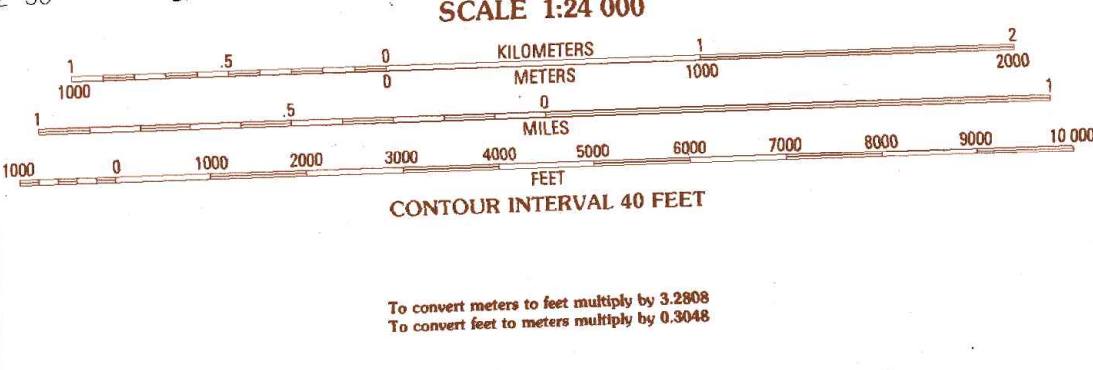 SCALE 1:24 000
1 .5 0 KILOMETERS 1 2
1000 0 METERS 1000 2000
1 .5 0 1
MILES
1000 0 1000 2000 3000 4000 5000 6000 7000 8000 9000 10 000
FEET
CONTOUR INTERVAL 40 FEET
To convert meters to feet multiply by 3.2808
To convert feet to meters multiply by 0.3048